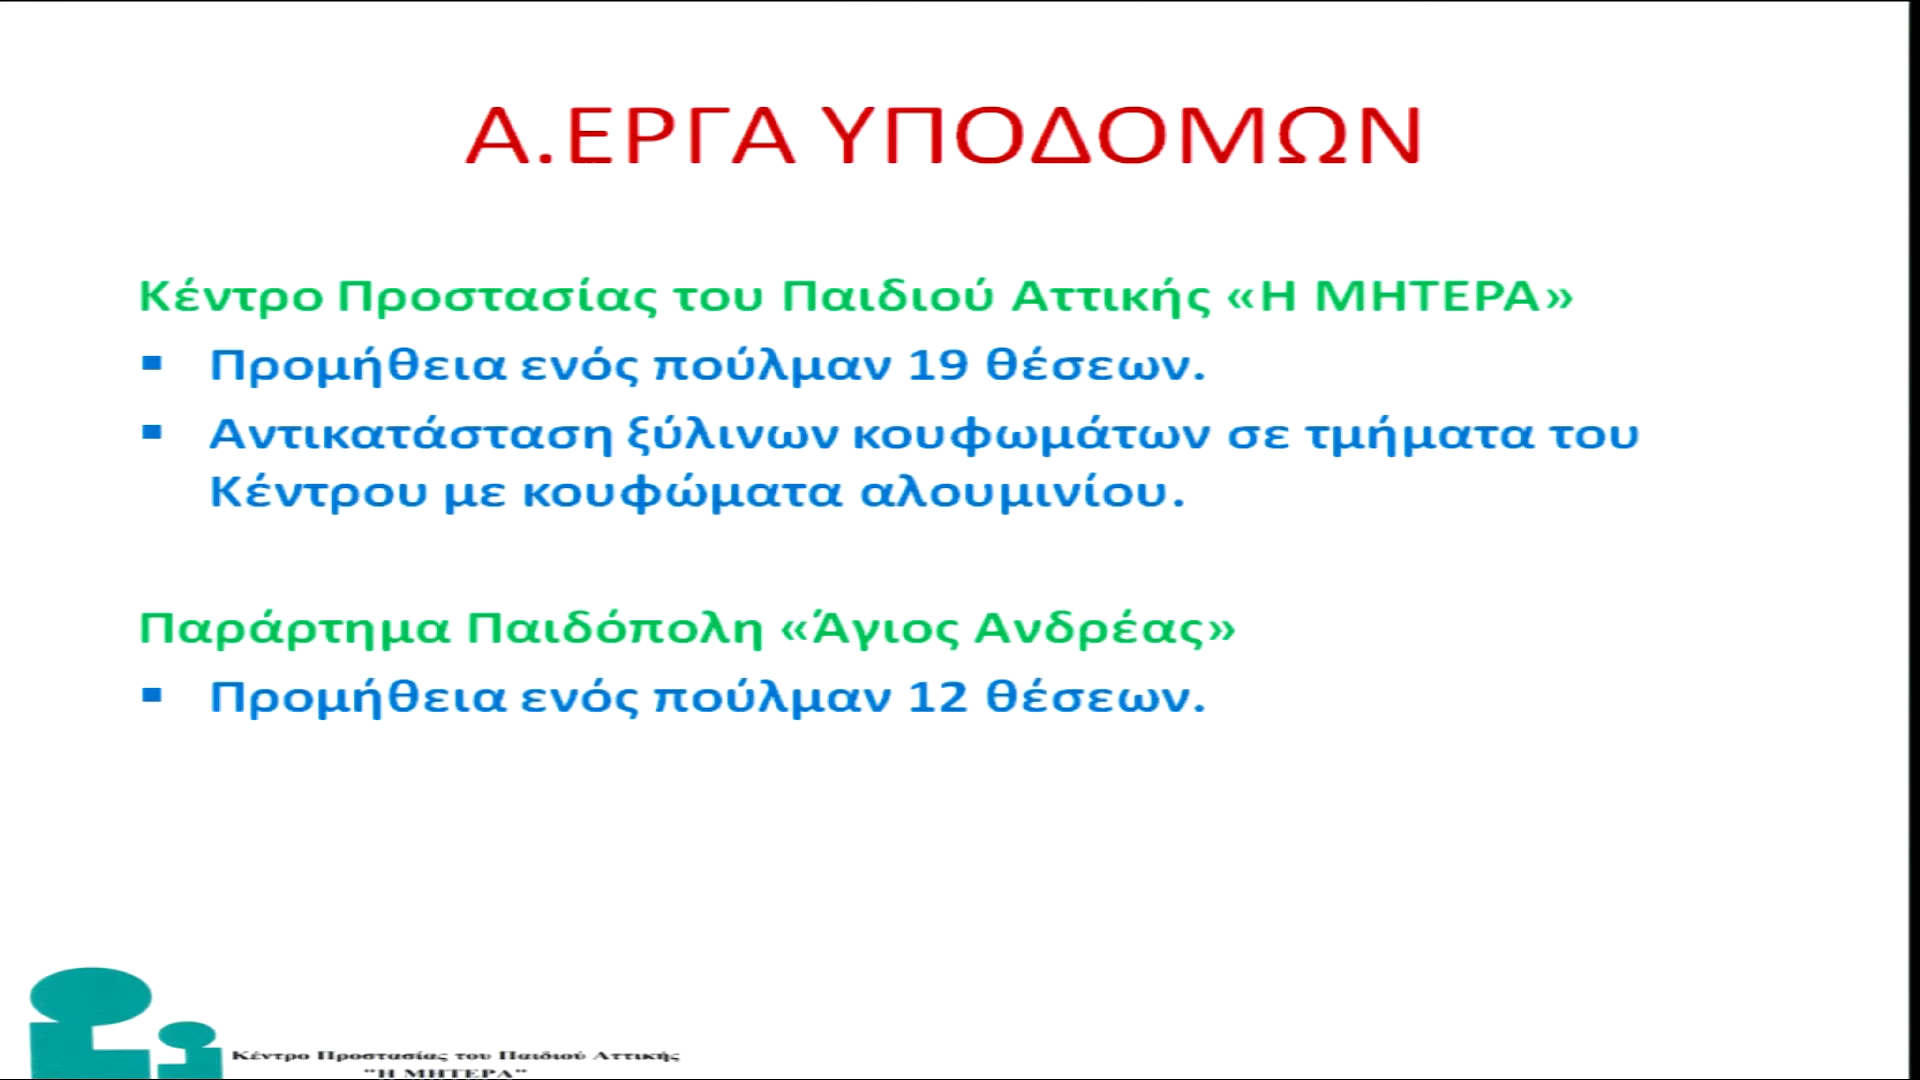 Α.ΕΡΓΑ ΥΠΟΔΟΜΩΝ
Κέντρο Προστασίας του Παιδιού Αττικής «Η ΜΗΤΕΡΑ»
▪ Προμήθεια ενός πούλμαν 19 θέσεων.
▪ Αντικατάσταση ξύλινων κουφωμάτων σε τμήματα του
Κέντρου με κουφώματα αλουμινίου.
Παράρτημα Παιδόπολη «Άγιος Ανδρέας»
▪ Προμήθεια ενός πούλμαν 12 θέσεων.
Κέντρο Προστασίας του Παιδιού Αττικής
"Η ΜΗΤΕΡΑ"